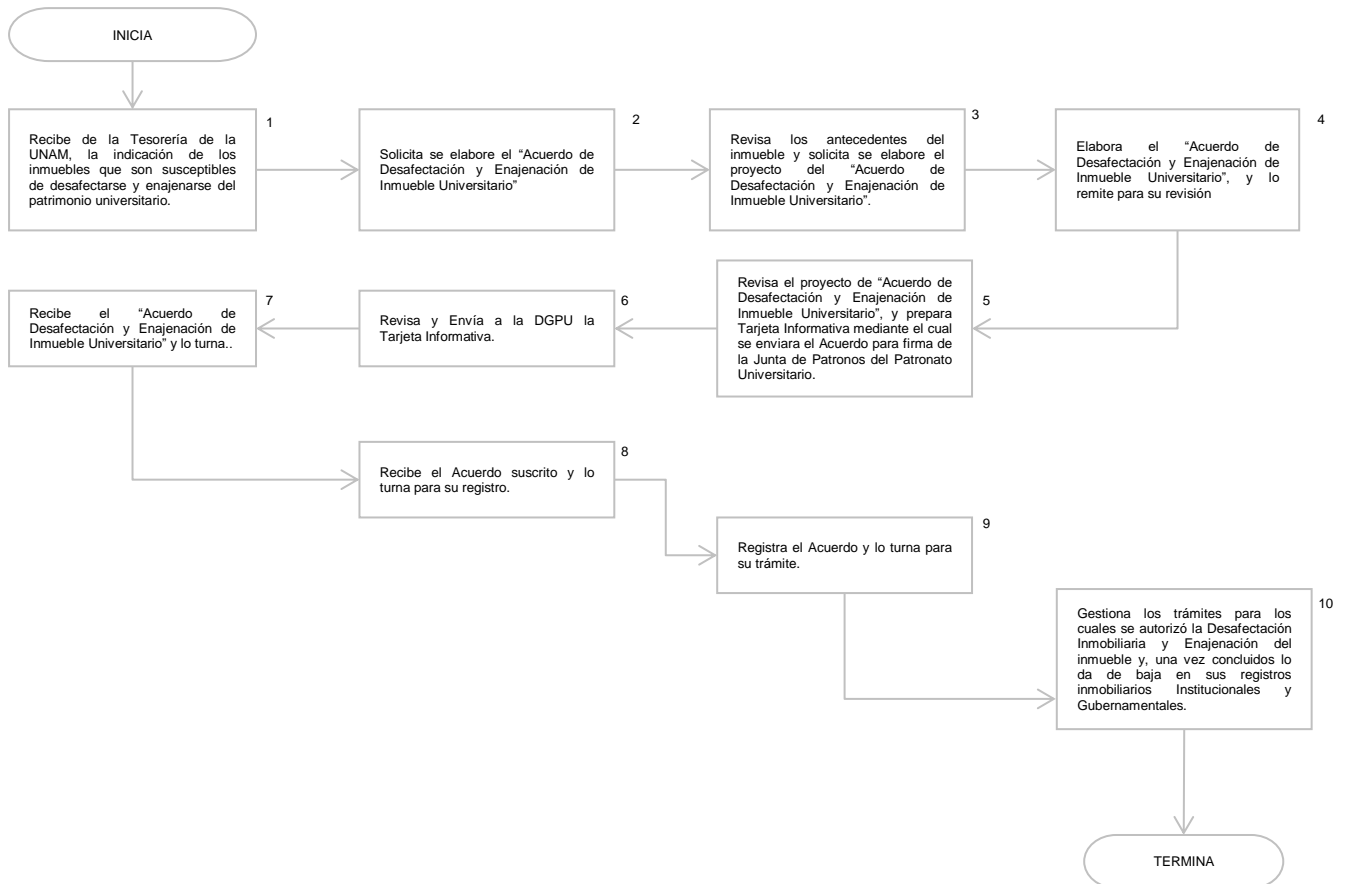 INICIA
1
Recibe de la Tesorería de la
UNAM, la indicación de los
inmuebles que son susceptibles
de desafectarse y enajenarse del
patrimonio universitario.
2
Solicita se elabore el “Acuerdo de
Desafectación y Enajenación de
Inmueble Universitario”
3
Revisa los antecedentes del
inmueble y solicita se elabore el
proyecto del “Acuerdo de
Desafectación y Enajenación de
Inmueble Universitario”.
4
Elabora el “Acuerdo de
Desafectación y Enajenación de
Inmueble Universitario”, y lo
remite para su revisión
5
Revisa el proyecto de “Acuerdo de
Desafectación y Enajenación de
Inmueble Universitario”, y prepara
Tarjeta Informativa mediante el cual
se enviara el Acuerdo para firma de
la Junta de Patronos del Patronato
Universitario.
6
Revisa y Envía a la DGPU la
Tarjeta Informativa.
7
Recibe el “Acuerdo de
Desafectación y Enajenación de
Inmueble Universitario” y lo turna..
8
Recibe el Acuerdo suscrito y lo
turna para su registro.
9
Registra el Acuerdo y lo turna para
su trámite.
10
Gestiona los trámites para los
cuales se autorizó la Desafectación
Inmobiliaria y Enajenación del
inmueble y, una vez concluidos lo
da de baja en sus registros
inmobiliarios Institucionales y
Gubernamentales.
TERMINA